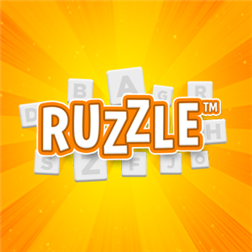 D B A G R
RUZZLE™
H
S Z F J O